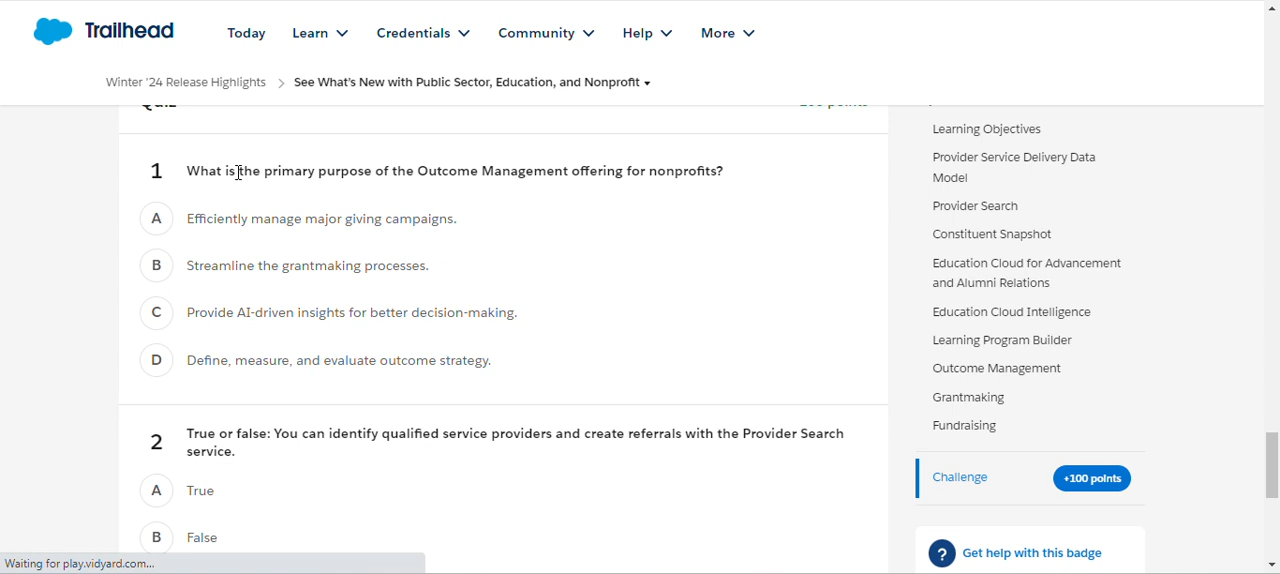 Trailhead
Today
Learn
Credentials
Community
Help
More
Winter '24 Release Highlights > See What's New with Public Sector, Education, and Nonprofit
Quiz
1
What is the primary purpose of the Outcome Management offering for nonprofits?
A
Efficiently manage major giving campaigns.
B
Streamline the grantmaking processes.
C
Provide AI-driven insights for better decision-making.
D
Define, measure, and evaluate outcome strategy.
2
True or false: You can identify qualified service providers and create referrals with the Provider Search
service.
A
True
B
False
Learning Objectives
Provider Service Delivery Data
Model
Provider Search
Constituent Snapshot
Education Cloud for Advancement
and Alumni Relations
Education Cloud Intelligence
Learning Program Builder
Outcome Management
Grantmaking
Fundraising
Challenge
+100 points
? Get help with this badge
Waiting for play.vidyard.com...